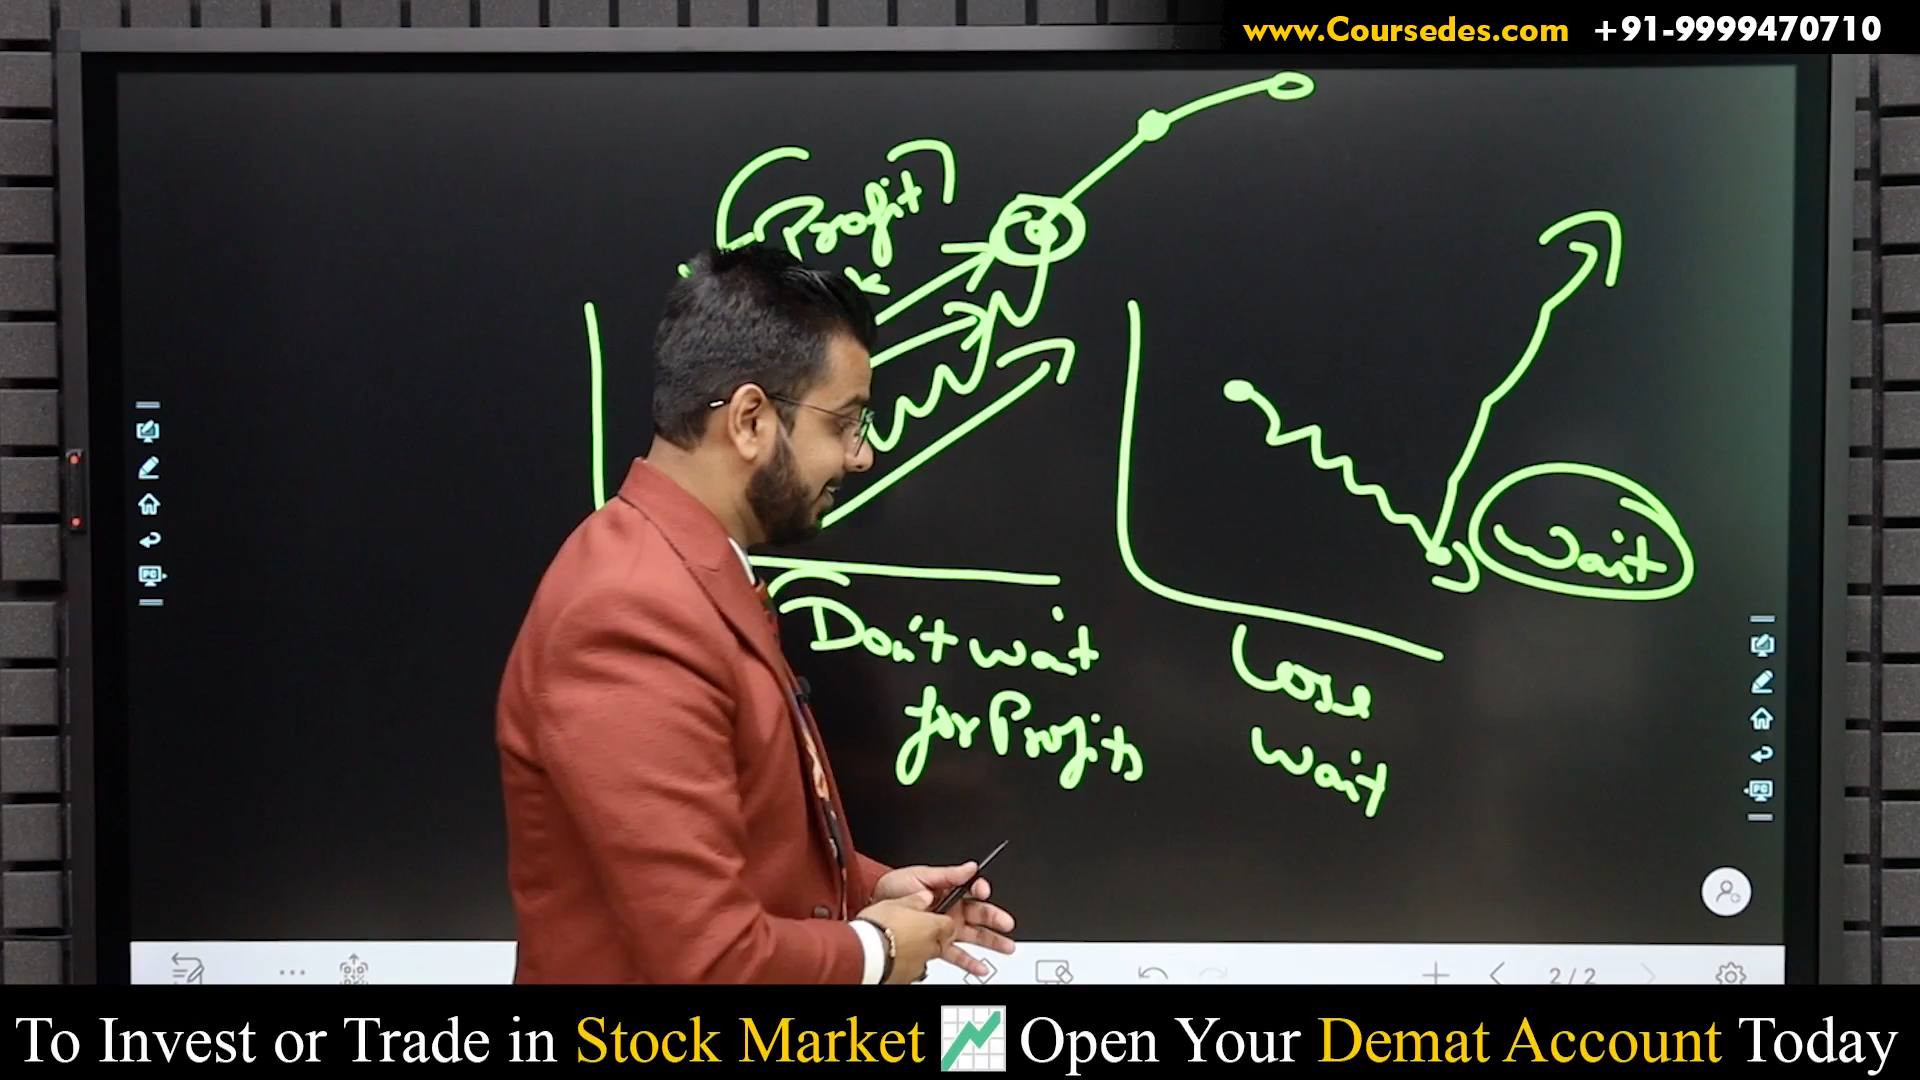 www.Coursedes.com +91-9999470710
Profit
Wait
Don't wait
for Profits
Lose
wait
2/2
To Invest or Trade in Stock Market Open Your Demat Account Today